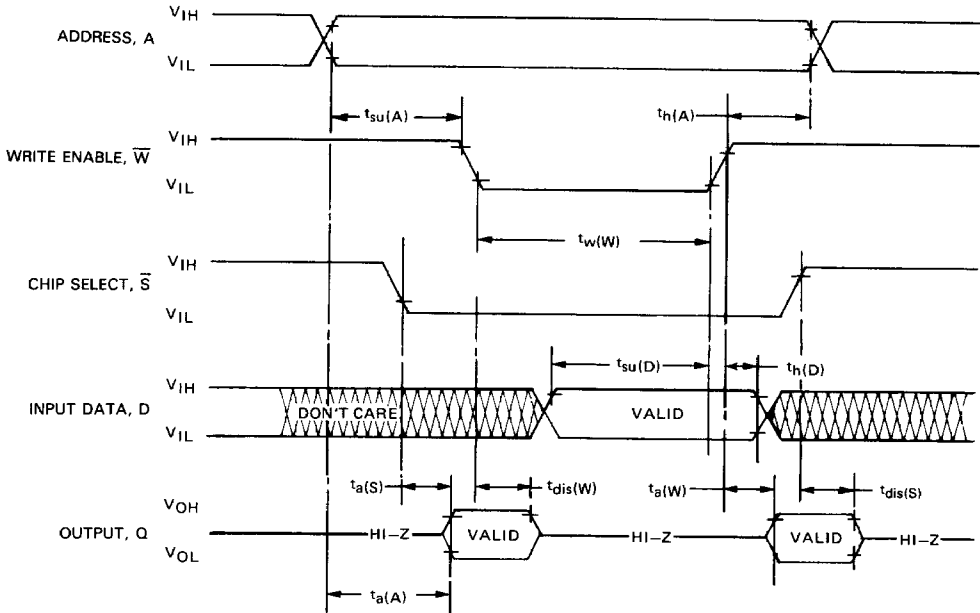 VIH
ADDRESS, A
VIL
tsu(A)
th(A)
VIH
WRITE ENABLE, W̅
VIL
tw(W)
VIH
CHIP SELECT, S̅
VIL
tsu(D)
th(D)
VIH
INPUT DATA, D
DON'T CARE
VALID
VIL
ta(S)
tdis(W)
ta(W)
tdis(S)
VOH
OUTPUT, Q
HI-Z
VALID
HI-Z
VALID
HI-Z
VOL
ta(A)